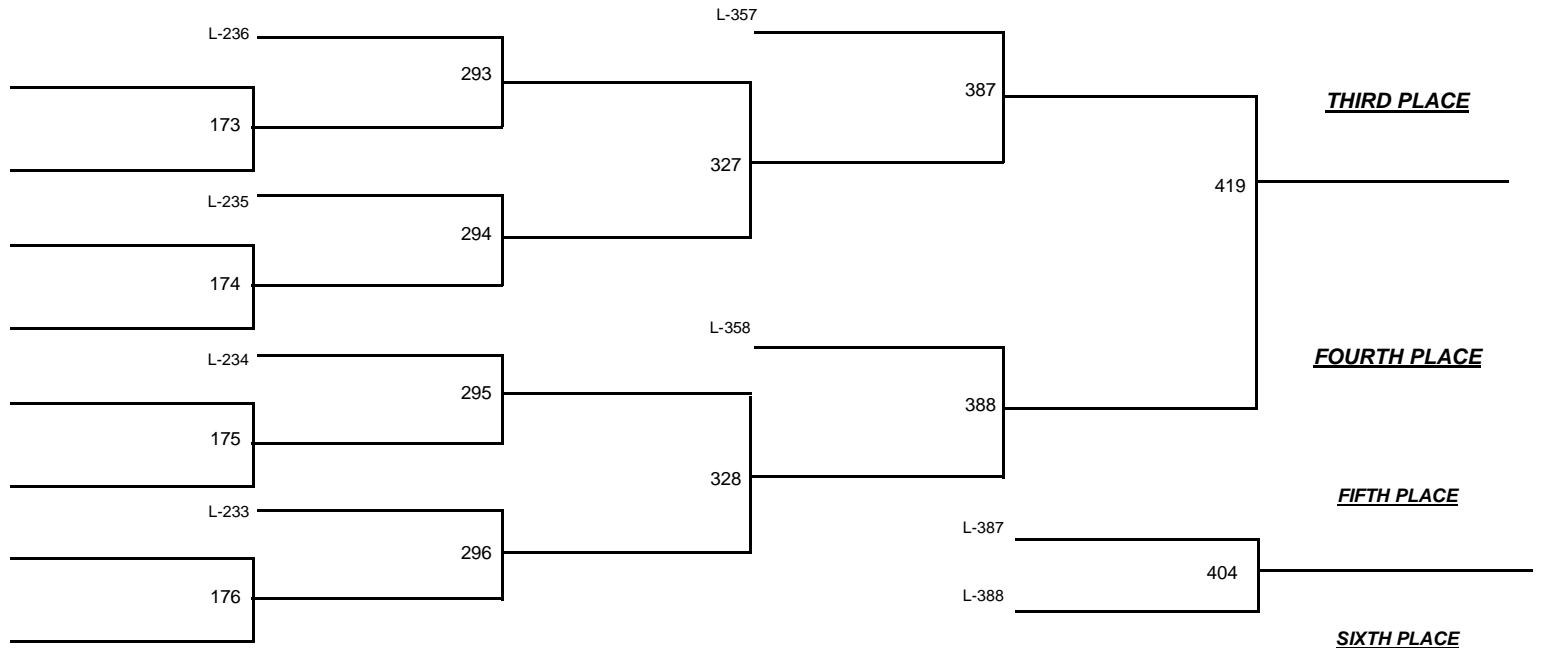 L-357
L-236
293
387
THIRD PLACE
173
327
419
L-235
294
174
L-358
FOURTH PLACE
L-234
295
388
175
328
FIFTH PLACE
L-233
L-387
296
404
176
L-388
SIXTH PLACE